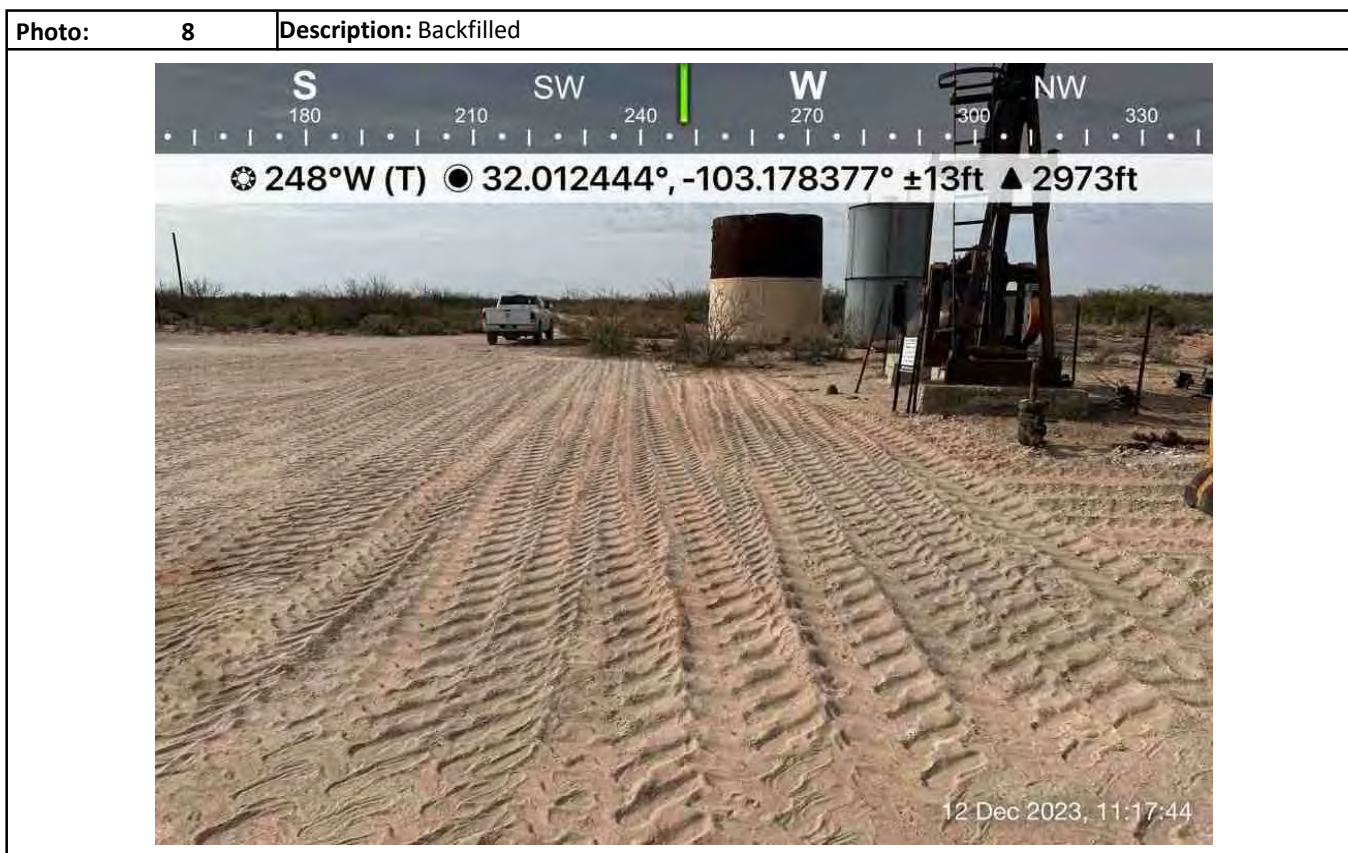 Photo: 8 Description: Backfilled
S SW W NW
180 210 240 270 300 330
248°W (T) 32.012444°, -103.178377° ±13ft ▲ 2973ft
12 Dec 2023, 11:17:44